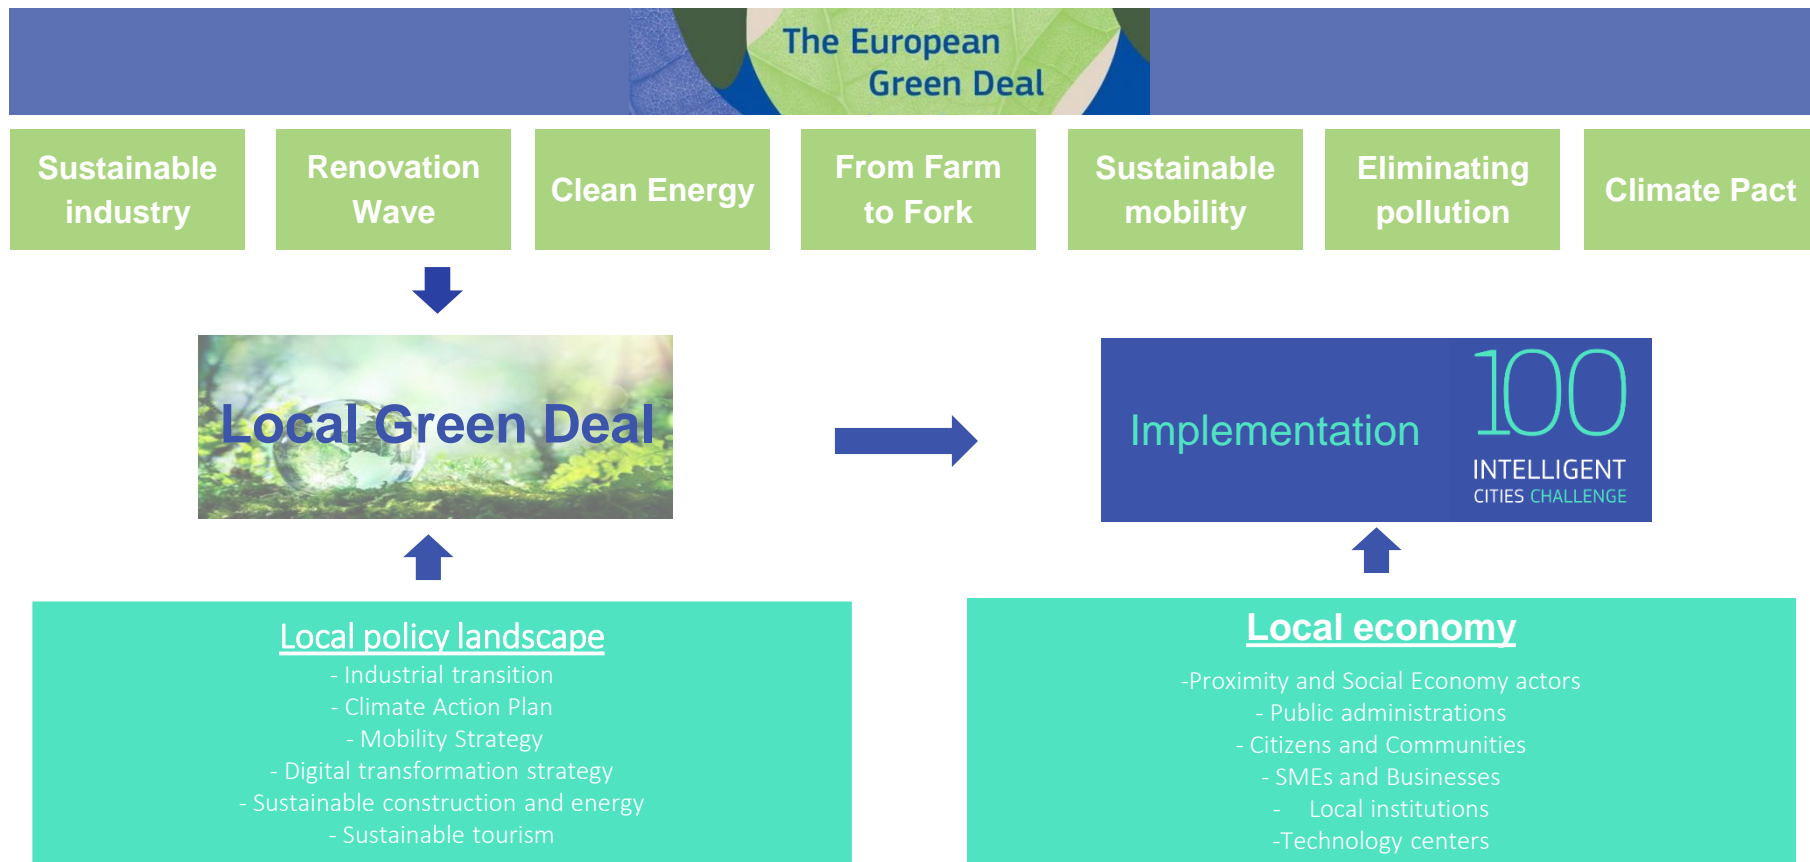 The European
Green Deal
Sustainable
industry
Renovation
Wave
Clean Energy
From Farm
to Fork
Sustainable
mobility
Eliminating
pollution
Climate Pact
Local Green Deal
Implementation
100
INTELLIGENT
CITIES CHALLENGE
Local policy landscape
- Industrial transition
- Climate Action Plan
- Mobility Strategy
- Digital transformation strategy
- Sustainable construction and energy
- Sustainable tourism
Local economy
-Proximity and Social Economy actors
- Public administrations
- Citizens and Communities
- SMEs and Businesses
- Local institutions
-Technology centers